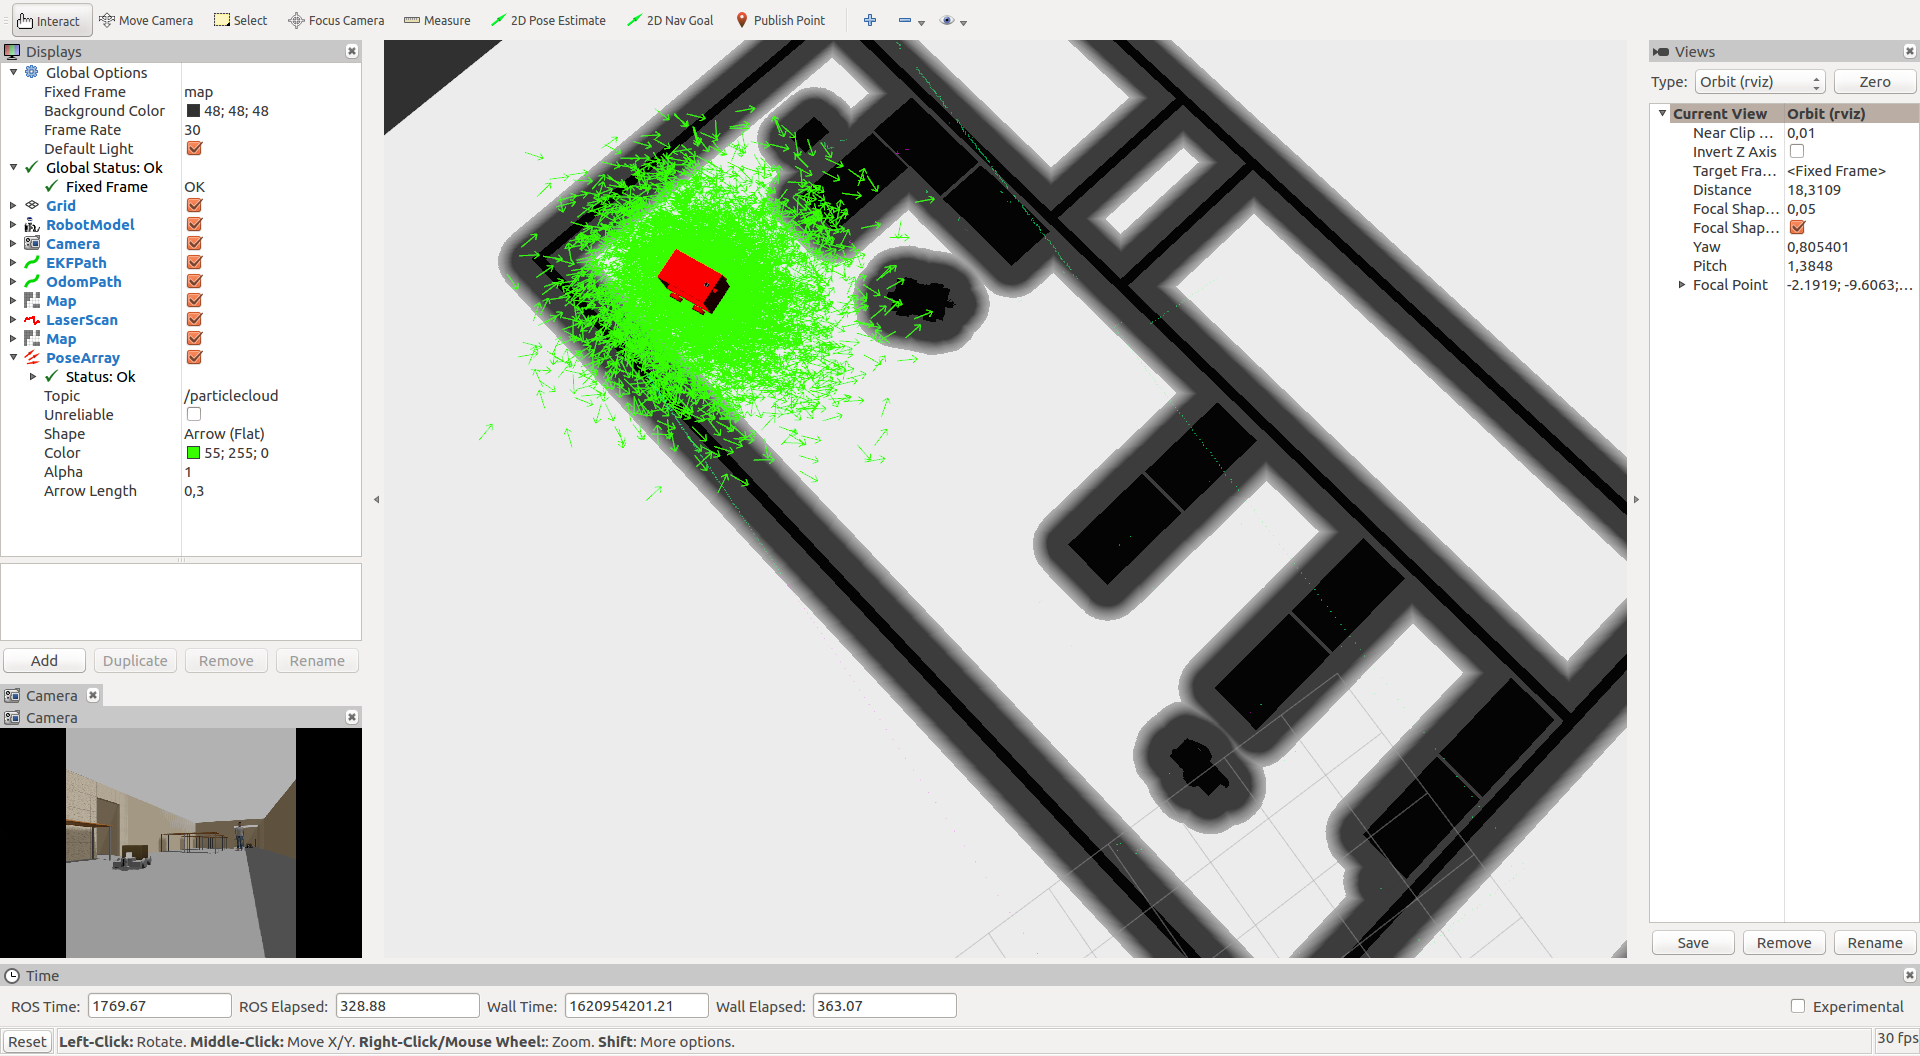 Interact Move Camera Select Focus Camera Measure 2D Pose Estimate 2D Nav Goal Publish Point
Displays
Global Options
Fixed Frame map
Background Color 48; 48; 48
Frame Rate 30
Default Light
Global Status: Ok
Fixed Frame OK
Grid
RobotModel
Camera
EKFPath
OdomPath
Map
LaserScan
Map
PoseArray
Status: Ok
Topic /particlecloud
Unreliable
Shape Arrow (Flat)
Color 55; 255; 0
Alpha 1
Arrow Length 0,3
Add Duplicate Remove Rename
Camera
Camera
Views
Type: Orbit (rviz) Zero
Current View Orbit (rviz)
Near Clip ... 0,01
Invert Z Axis
Target Fra... <Fixed Frame>
Distance 18,3109
Focal Shap... 0,05
Focal Shap...
Yaw 0,805401
Pitch 1,3848
Focal Point -2.1919; -9.6063;...
Save Remove Rename
Time
ROS Time: 1769.67 ROS Elapsed: 328.88 Wall Time: 1620954201.21 Wall Elapsed: 363.07 Experimental
Reset Left-Click: Rotate. Middle-Click: Move X/Y. Right-Click/Mouse Wheel:: Zoom. Shift: More options. 30 fps